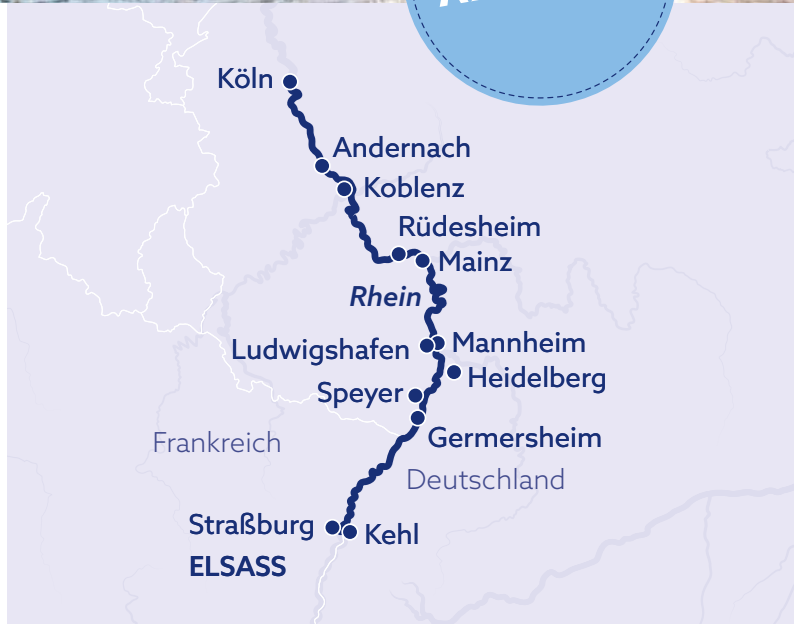 Köln
Andernach
Koblenz
Rüdesheim
Mainz
Rhein
Ludwigshafen
Mannheim
Heidelberg
Speyer
Germersheim
Frankreich
Deutschland
Straßburg
Kehl
ELSASS